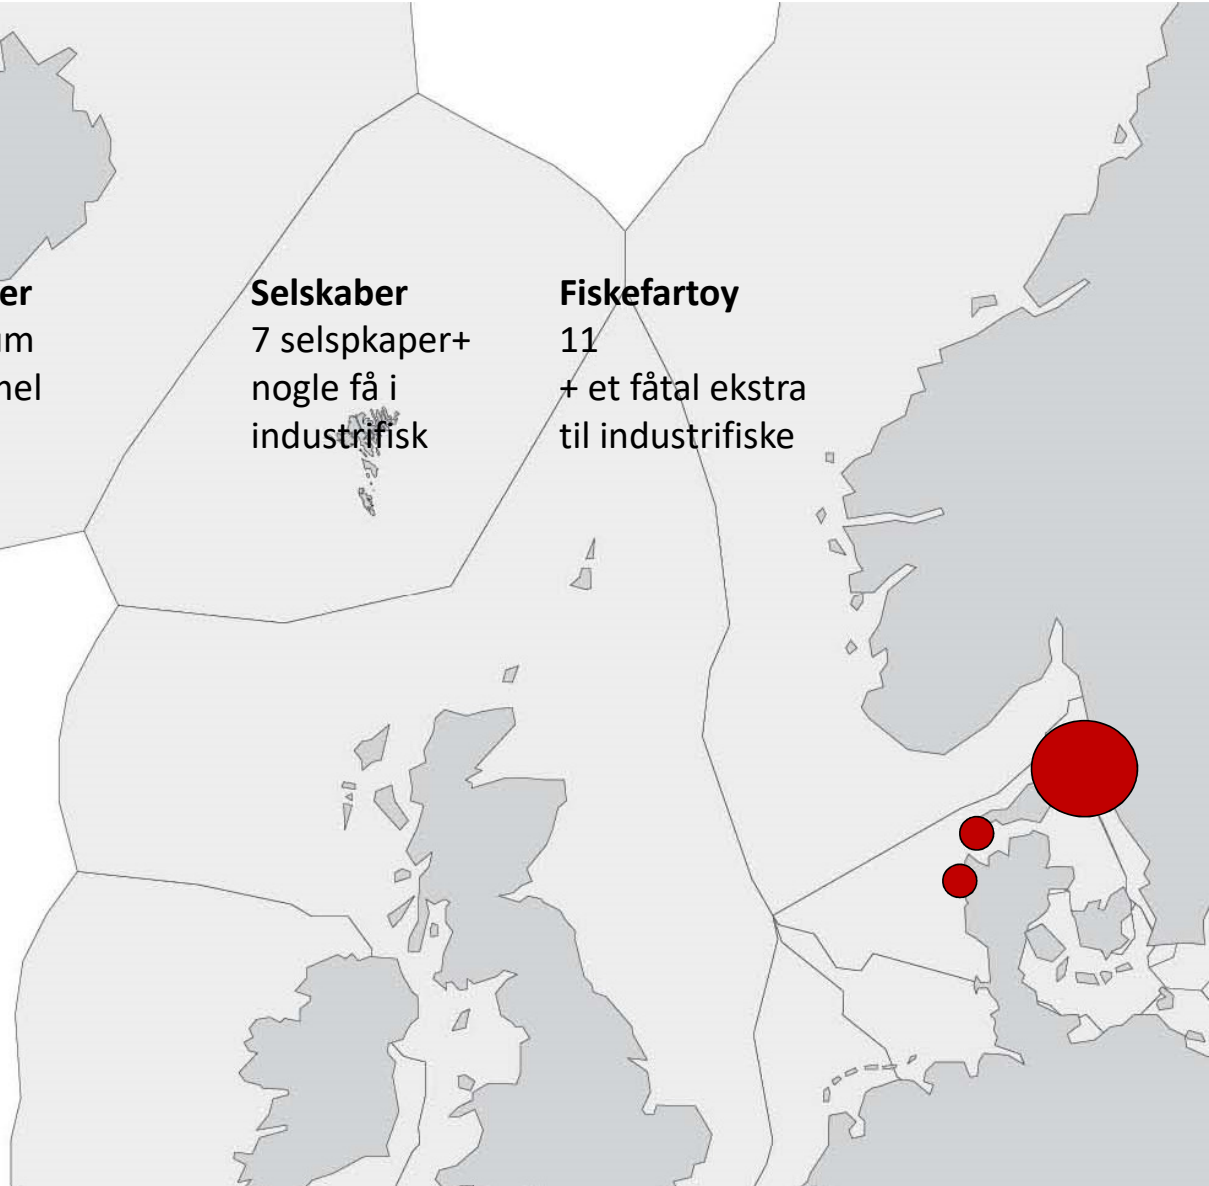 er
um
nel
Selskaber
7 selspkaper+
nogle få i
industrifisk
Fiskefartoy
11
+ et fåtal ekstra
til industrifiske